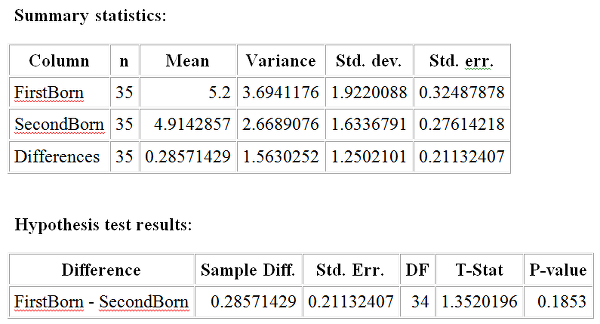 Summary statistics:
Column n Mean Variance Std. dev. Std. err.
FirstBorn 35 5.2 3.6941176 1.9220088 0.32487878
SecondBorn 35 4.9142857 2.6689076 1.6336791 0.27614218
Differences 35 0.28571429 1.5630252 1.2502101 0.21132407
Hypothesis test results:
Difference Sample Diff. Std. Err. DF T-Stat P-value
FirstBorn - SecondBorn 0.28571429 0.21132407 34 1.3520196 0.1853